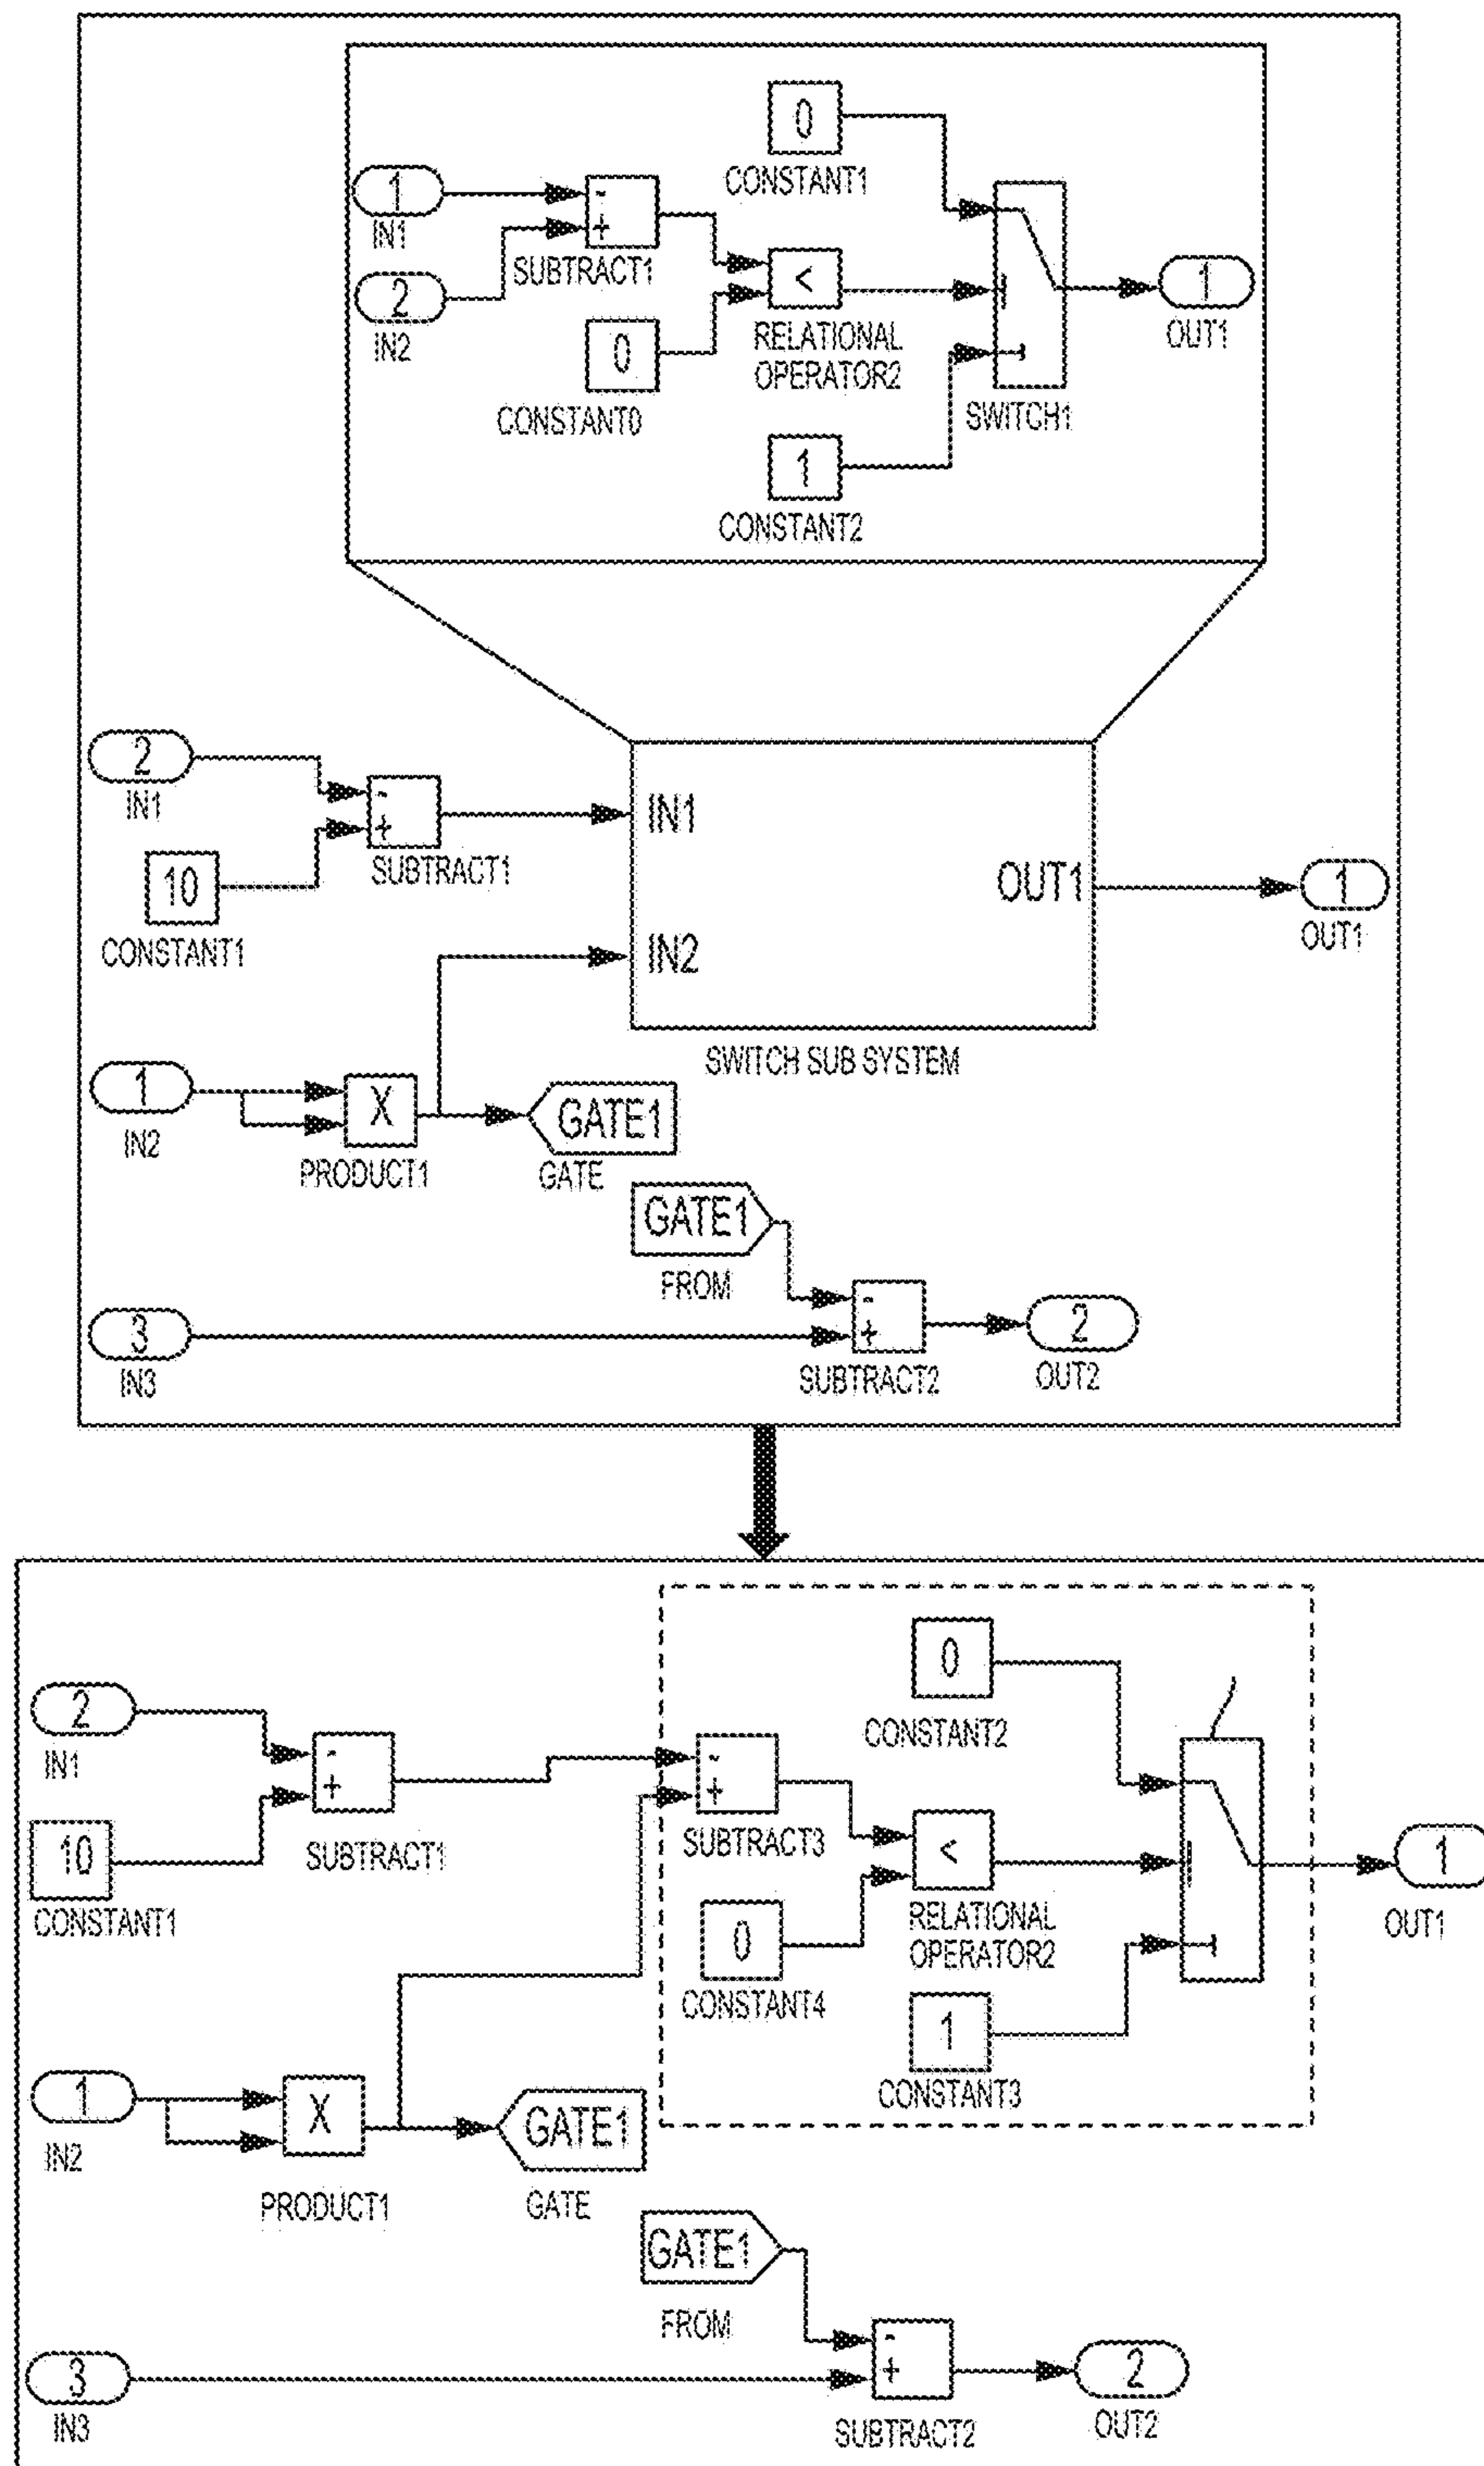 0
CONSTANT1
1
IN1
-
+
SUBTRACT1
2
IN2
<
RELATIONAL
OPERATOR2
0
CONSTANT0
1
OUT1
SWITCH1
1
CONSTANT2
2
IN1
-
+
SUBTRACT1
10
CONSTANT1
IN1
IN2
OUT1
SWITCH SUB SYSTEM
1
OUT1
1
IN2
X
PRODUCT1
GATE1
GATE
GATE1
FROM
3
IN3
-
+
SUBTRACT2
2
OUT2
0
CONSTANT2
2
IN1
-
+
SUBTRACT1
10
CONSTANT1
-
+
SUBTRACT3
<
RELATIONAL
OPERATOR2
0
CONSTANT4
1
CONSTANT3
1
OUT1
1
IN2
X
PRODUCT1
GATE1
GATE
GATE1
FROM
3
IN3
-
+
SUBTRACT2
2
OUT2